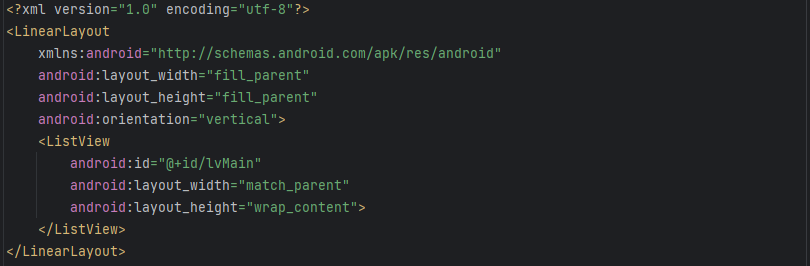 <?xml version="1.0" encoding="utf-8"?>
<LinearLayout
    xmlns:android="http://schemas.android.com/apk/res/android"
    android:layout_width="fill_parent"
    android:layout_height="fill_parent"
    android:orientation="vertical">
    <ListView
        android:id="@+id/lvMain"
        android:layout_width="match_parent"
        android:layout_height="wrap_content">
    </ListView>
</LinearLayout>